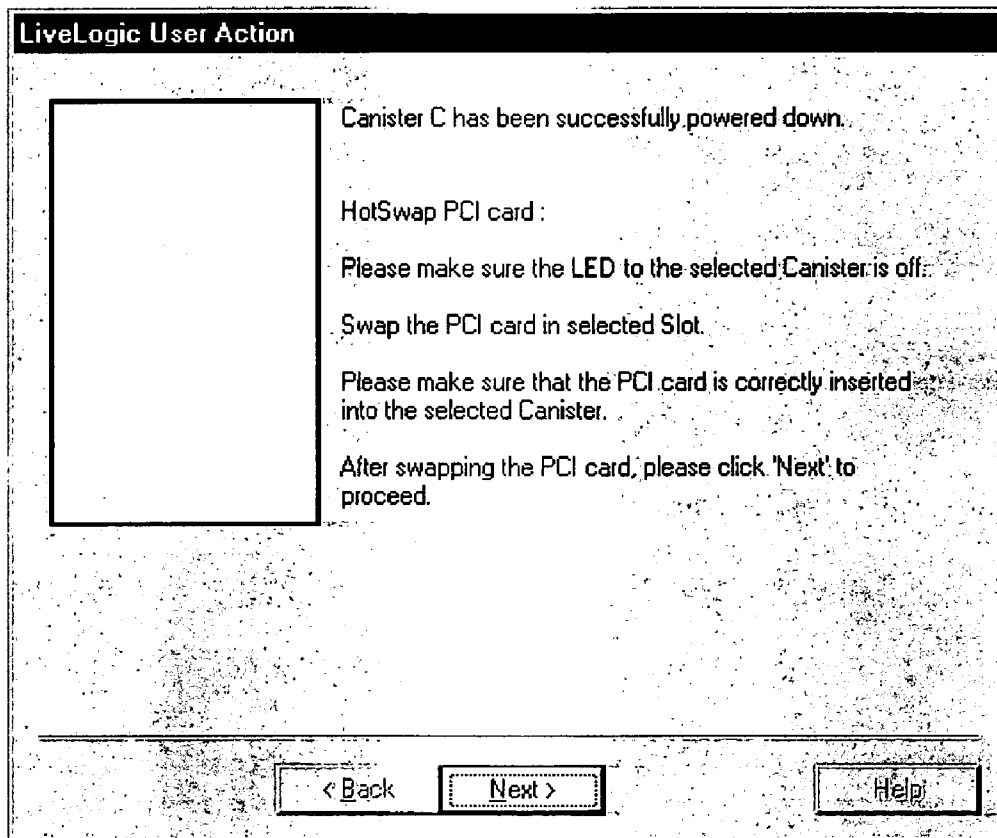 LiveLogic User Action
Canister C has been successfully powered down.
HotSwap PCI card :
Please make sure the LED to the selected Canister is off.
Swap the PCI card in selected Slot.
Please make sure that the PCI card is correctly inserted
into the selected Canister.
After swapping the PCI card, please click 'Next' to
proceed.
< Back
Next >
Help